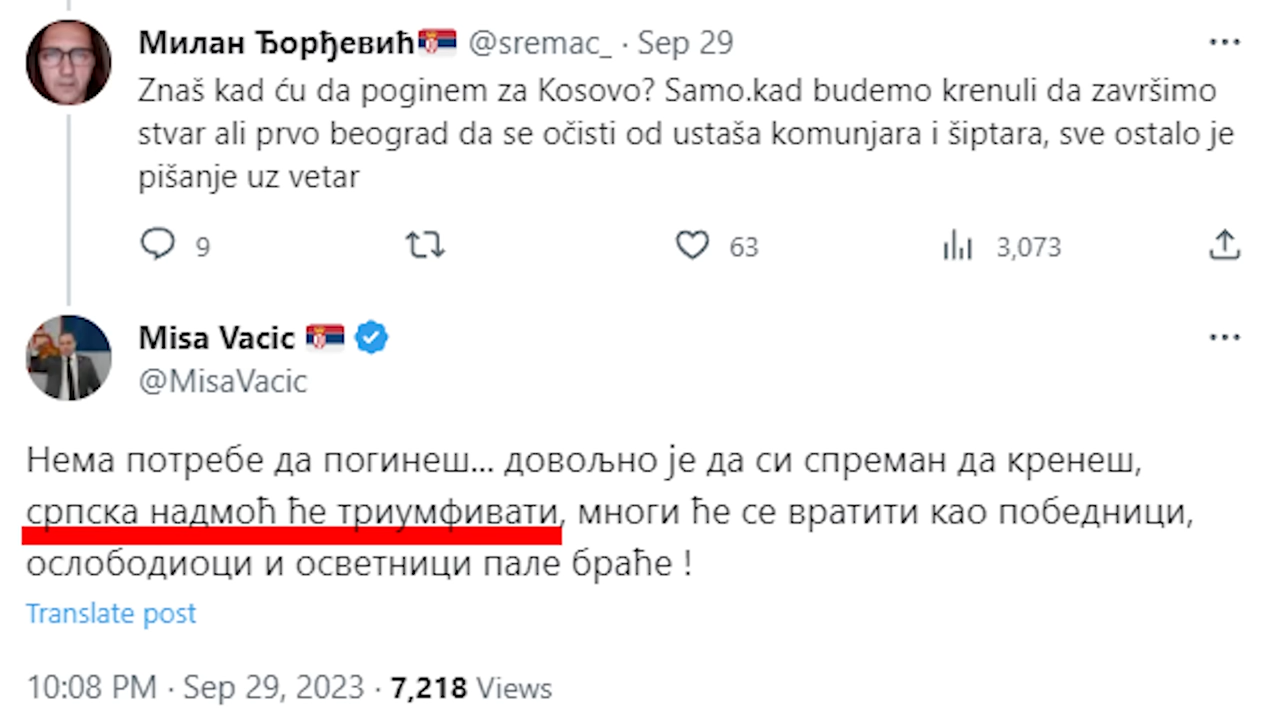 Милан Ђорђевић @sremac_ · Sep 29
Znaš kad ću da poginem za Kosovo? Samo.kad budemo krenuli da završimo
stvar ali prvo beograd da se očisti od ustaša komunjara i šiptara, sve ostalo je
pišanje uz vetar
9 63 3,073
Misa Vacic
@MisaVacic
Нема потребе да погинеш... довољно је да си спреман да кренеш,
српска надмоћ ће триумфивати, многи ће се вратити као победници,
ослободиоци и осветници пале браће !
Translate post
10:08 PM · Sep 29, 2023 · 7,218 Views